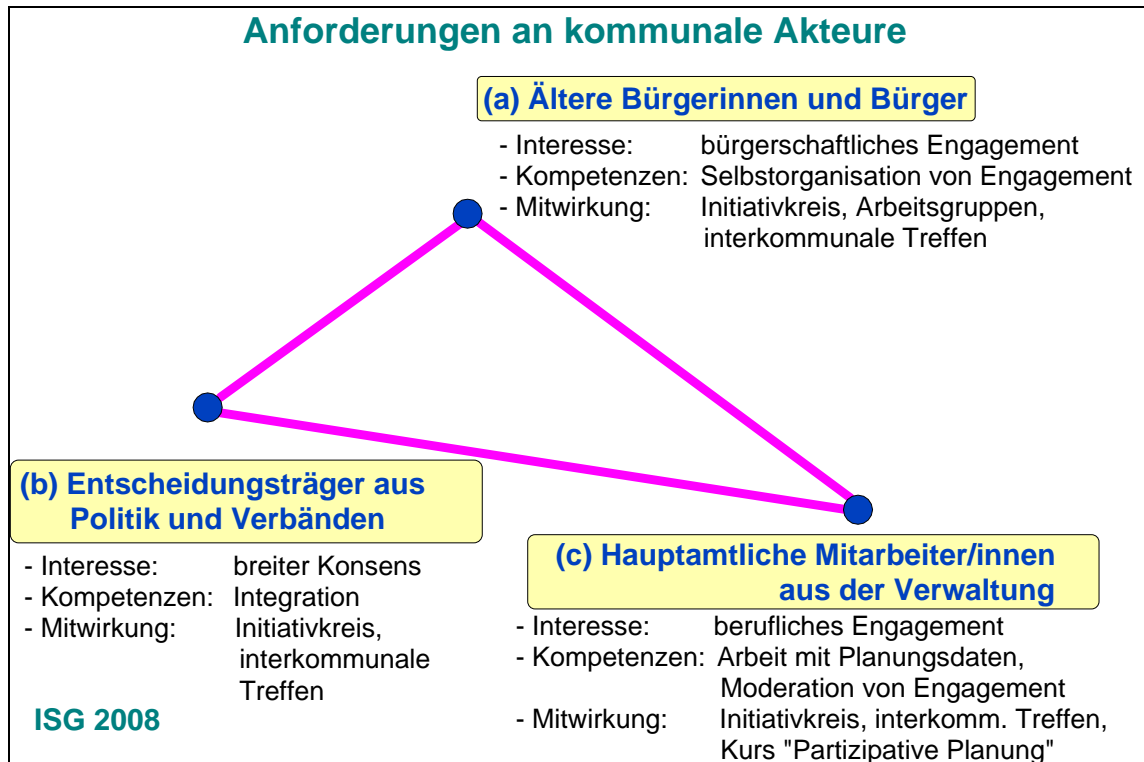 Anforderungen an kommunale Akteure
(a) Ältere Bürgerinnen und Bürger
- Interesse: bürgerschaftliches Engagement
- Kompetenzen: Selbstorganisation von Engagement
- Mitwirkung: Initiativkreis, Arbeitsgruppen,
interkommunale Treffen
(b) Entscheidungsträger aus
Politik und Verbänden
- Interesse: breiter Konsens
- Kompetenzen: Integration
- Mitwirkung: Initiativkreis,
interkommunale
Treffen
(c) Hauptamtliche Mitarbeiter/innen
aus der Verwaltung
- Interesse: berufliches Engagement
- Kompetenzen: Arbeit mit Planungsdaten,
Moderation von Engagement
- Mitwirkung: Initiativkreis, interkomm. Treffen,
Kurs "Partizipative Planung"
ISG 2008